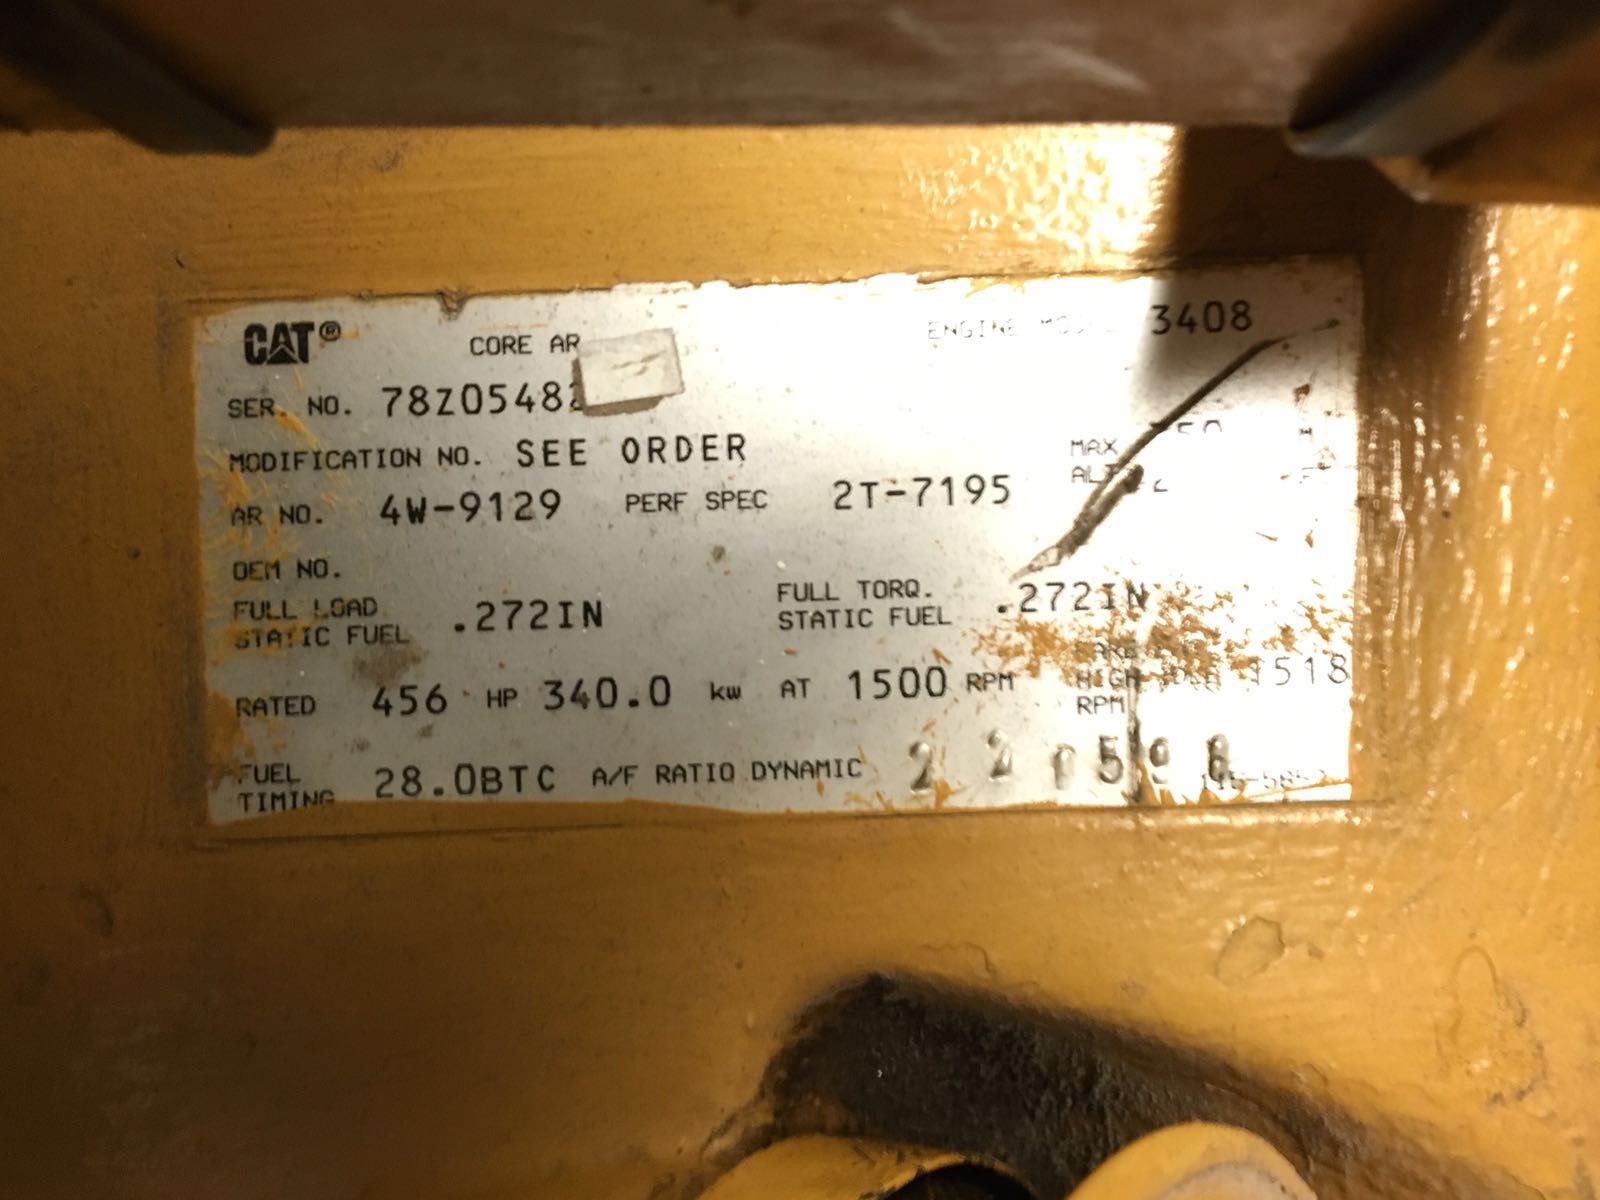 CAT® CORE AR ENGINE 3408
SER. NO. 78Z0548
MODIFICATION NO. SEE ORDER MAX
AR NO. 4W-9129 PERF SPEC 2T-7195 ALT
OEM NO.
FULL LOAD STATIC FUEL .272IN FULL TORQ. STATIC FUEL .272IN
RATED 456 HP 340.0 kW AT 1500 RPM HIGH RPM 1518
FUEL TIMING 28.0BTC A/F RATIO DYNAMIC